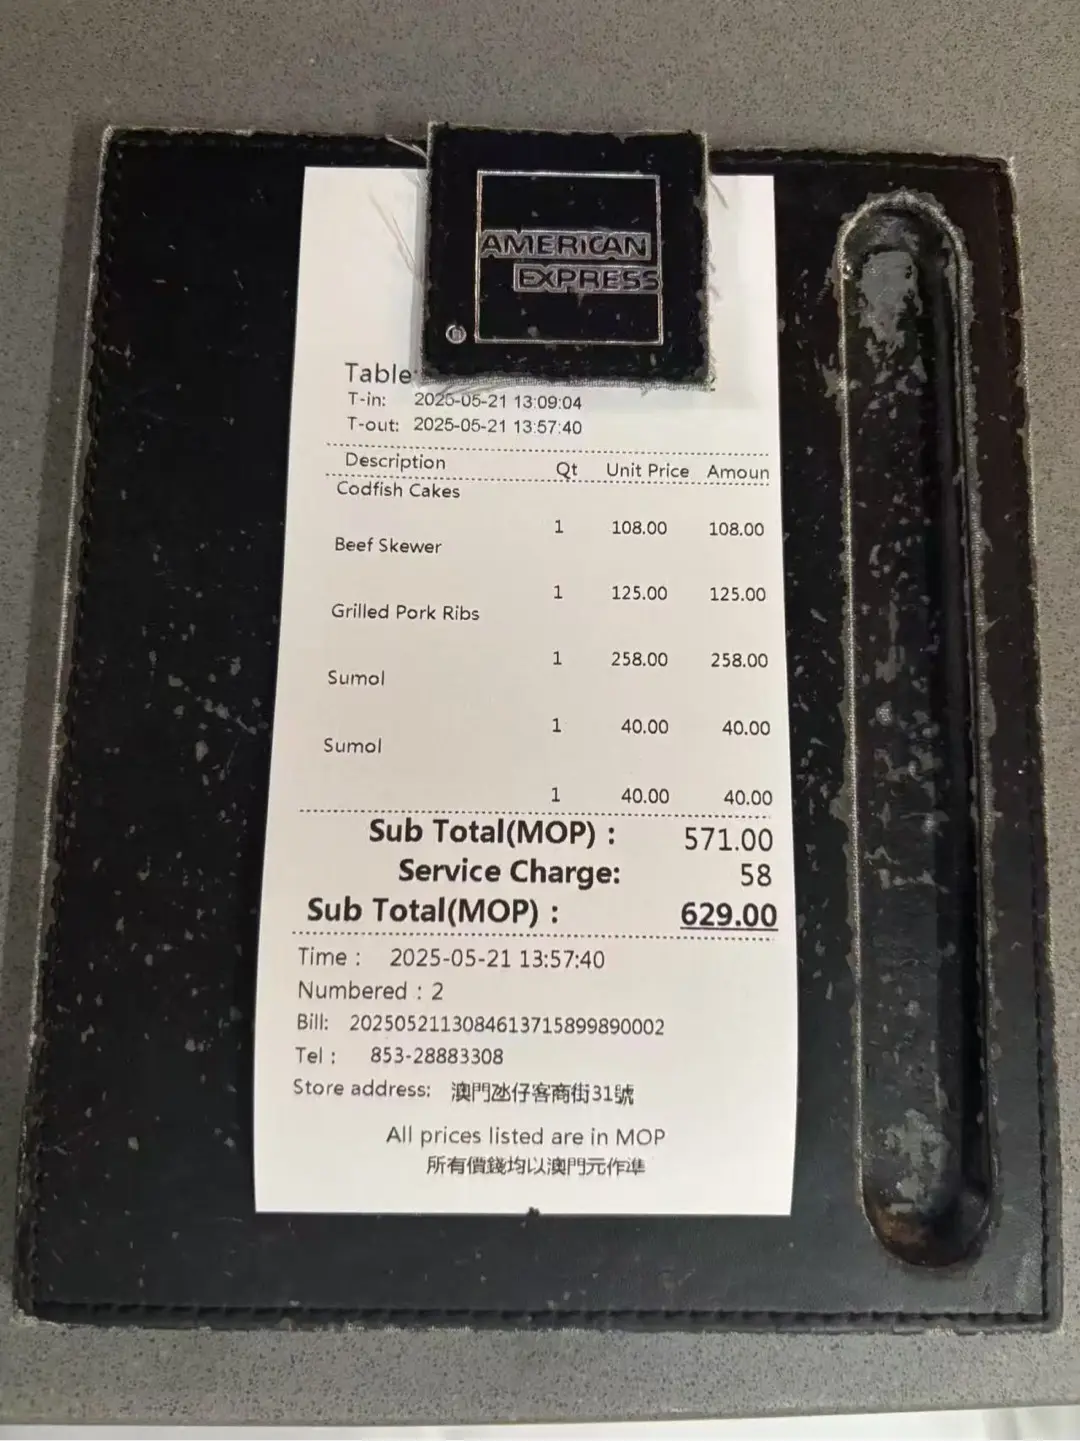 AMERICAN
EXPRESS
Table
T-in: 2025-05-21 13:09:04
T-out: 2025-05-21 13:57:40
Description Qt Unit Price Amoun
Codfish Cakes
1 108.00 108.00
Beef Skewer
1 125.00 125.00
Grilled Pork Ribs
1 258.00 258.00
Sumol
1 40.00 40.00
Sumol
1 40.00 40.00
Sub Total(MOP) : 571.00
Service Charge: 58
Sub Total(MOP) : 629.00
Time : 2025-05-21 13:57:40
Numbered : 2
Bill: 2025052113084613715899890002
Tel : 853-28883308
Store address: 澳門氹仔客商街31號
All prices listed are in MOP
所有價錢均以澳門元作準